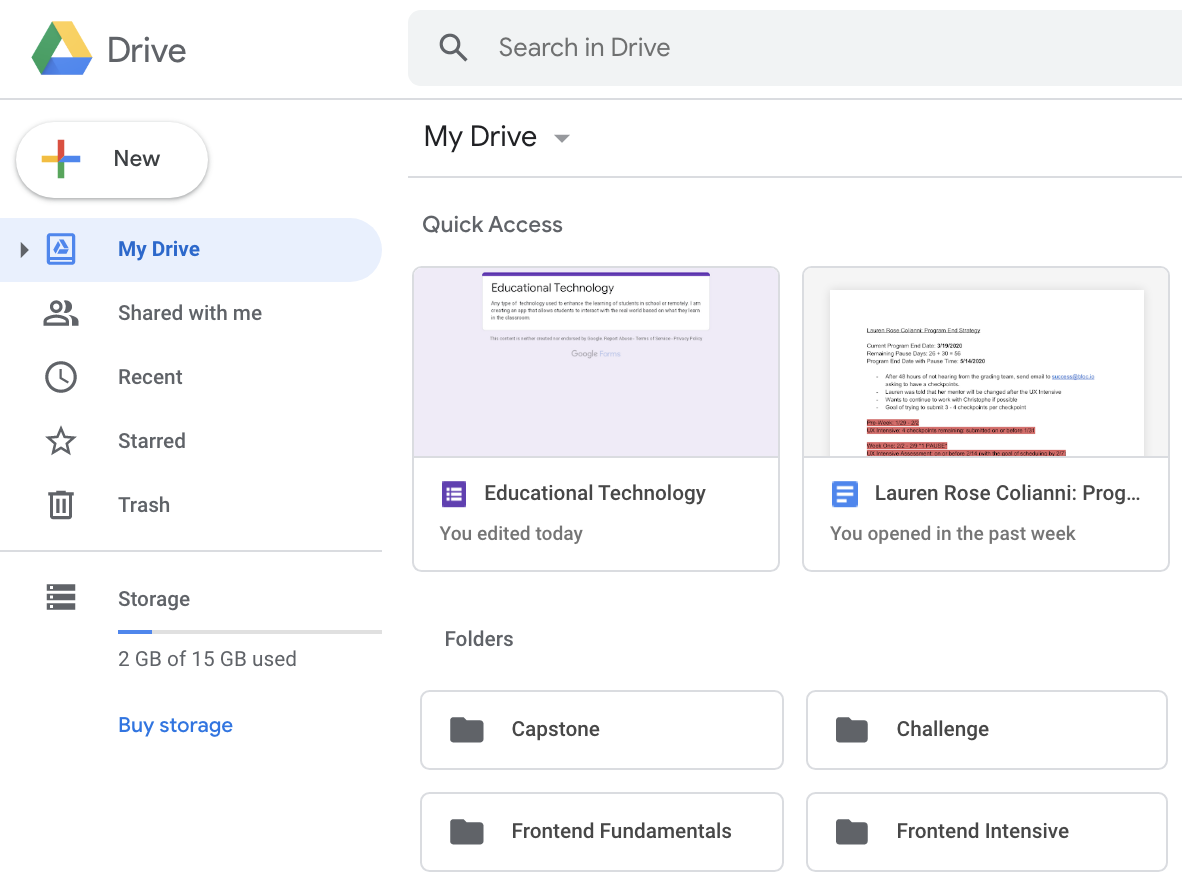 Drive
Search in Drive
New
My Drive
My Drive
Shared with me
Recent
Starred
Trash
Storage
2 GB of 15 GB used
Buy storage
Quick Access
Educational Technology
Any type of technology used to enhance the learning of students in school or remotely. I am
creating an app that allows students to interact with the real world based on what they learn
in the classroom.
This content is neither created nor endorsed by Google. Report Abuse - Terms of Service - Privacy Policy
Google Forms
Educational Technology
You edited today
Lauren Rose Colianni: Program End Strategy
Current Program End Date: 3/19/2020
Remaining Pause Days: 26 + 30 = 56
Program End Date with Pause Time: 5/14/2020
- After 48 hours of not hearing from the grading team, send email to success@bloc.io
asking to have a checkpoints.
- Lauren was told that her mentor will be changed after the UX Intensive
- Wants to continue to work with Christophe if possible
- Goal of trying to submit 3 - 4 checkpoints per checkpoint
Pre Week: 1/29 - 2/2
UX Intensive: 4 checkpoints remaining, submitted on or before 1/31
Week One: 2/2 - 2/9 *1 PAUSE*
UX Intensive Assessment: on or before 2/14 (with the goal of scheduling by 2/7)
Lauren Rose Colianni: Prog...
You opened in the past week
Folders
Capstone
Challenge
Frontend Fundamentals
Frontend Intensive